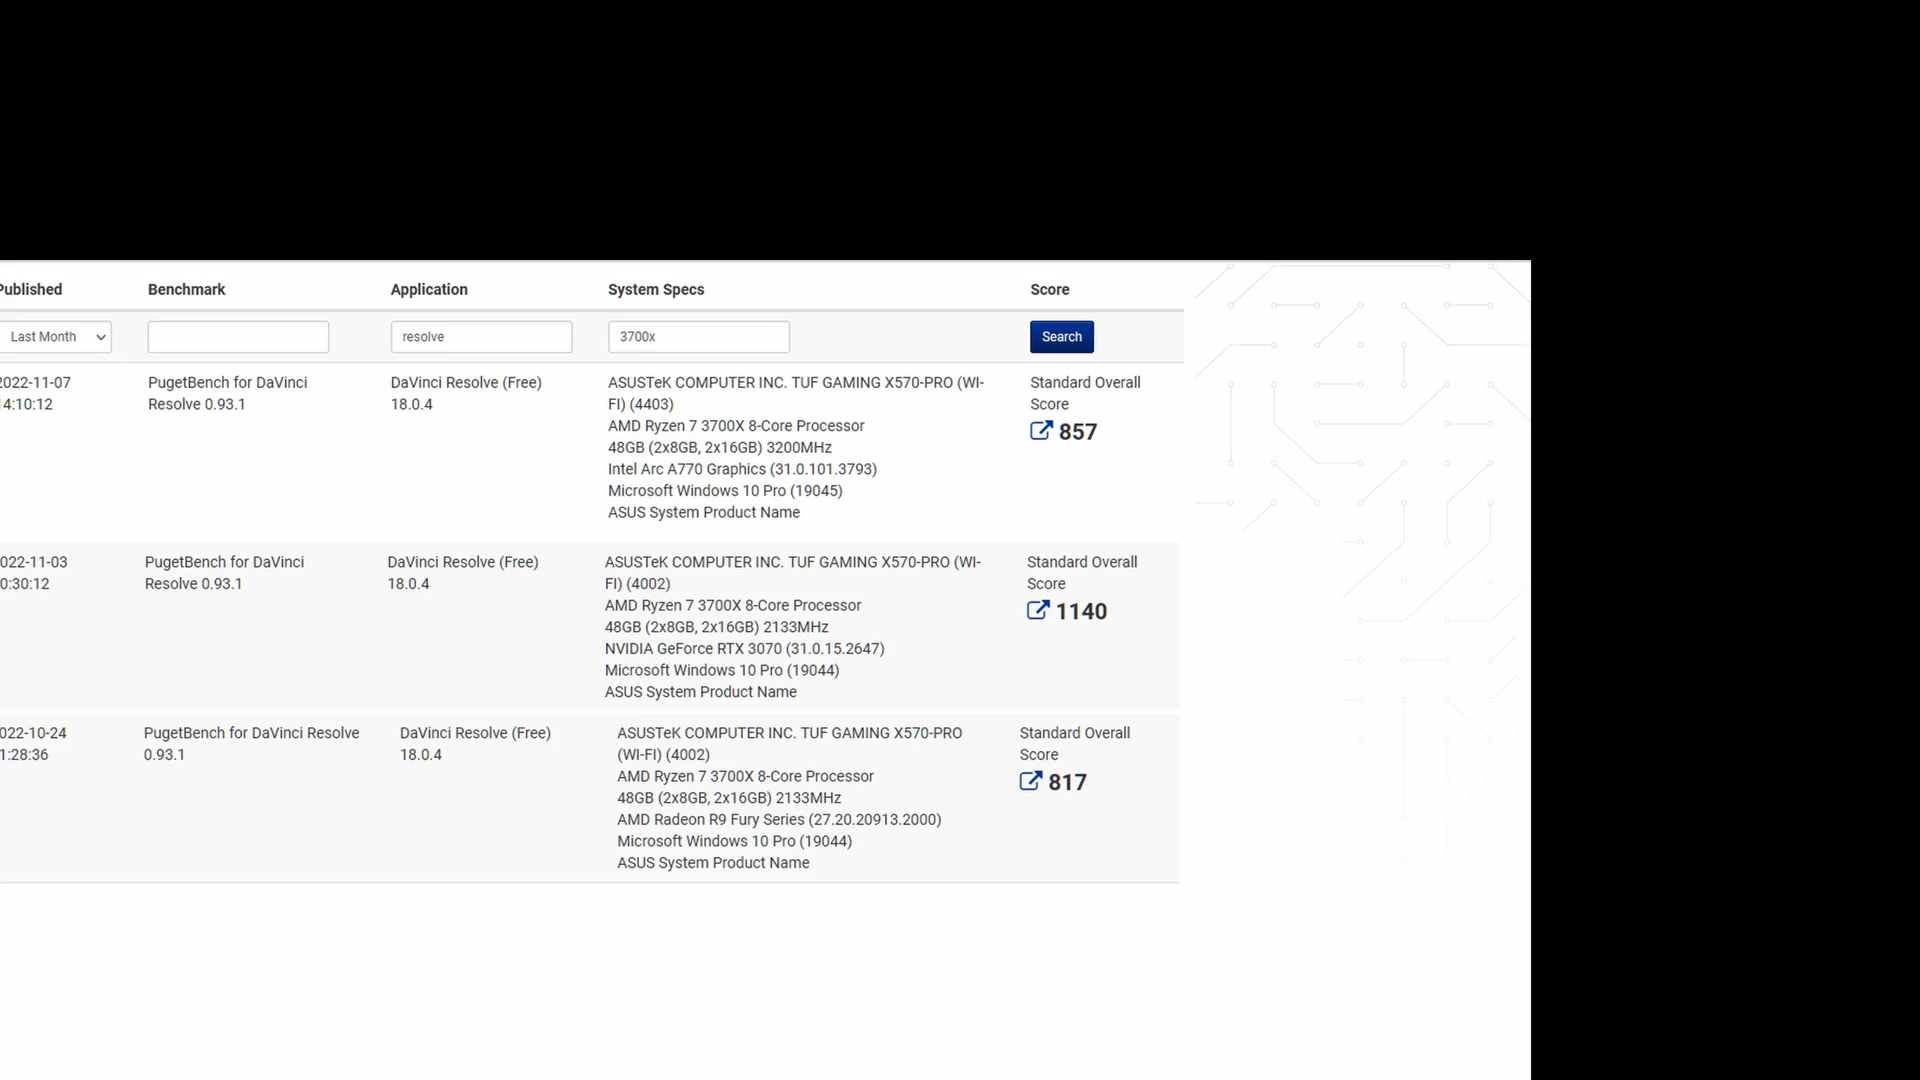 Published Benchmark Application System Specs Score
Last Month resolve 3700x Search
2022-11-07 PugetBench for DaVinci DaVinci Resolve (Free) ASUSTeK COMPUTER INC. TUF GAMING X570-PRO (WI- Standard Overall
14:10:12 Resolve 0.93.1 18.0.4 FI) (4403) Score
AMD Ryzen 7 3700X 8-Core Processor 857
48GB (2x8GB, 2x16GB) 3200MHz
Intel Arc A770 Graphics (31.0.101.3793)
Microsoft Windows 10 Pro (19045)
ASUS System Product Name
022-11-03 PugetBench for DaVinci DaVinci Resolve (Free) ASUSTeK COMPUTER INC. TUF GAMING X570-PRO (WI- Standard Overall
0:30:12 Resolve 0.93.1 18.0.4 FI) (4002) Score
AMD Ryzen 7 3700X 8-Core Processor 1140
48GB (2x8GB, 2x16GB) 2133MHz
NVIDIA GeForce RTX 3070 (31.0.15.2647)
Microsoft Windows 10 Pro (19044)
ASUS System Product Name
022-10-24 PugetBench for DaVinci Resolve DaVinci Resolve (Free) ASUSTeK COMPUTER INC. TUF GAMING X570-PRO Standard Overall
1:28:36 0.93.1 18.0.4 (WI-FI) (4002) Score
AMD Ryzen 7 3700X 8-Core Processor 817
48GB (2x8GB, 2x16GB) 2133MHz
AMD Radeon R9 Fury Series (27.20.20913.2000)
Microsoft Windows 10 Pro (19044)
ASUS System Product Name